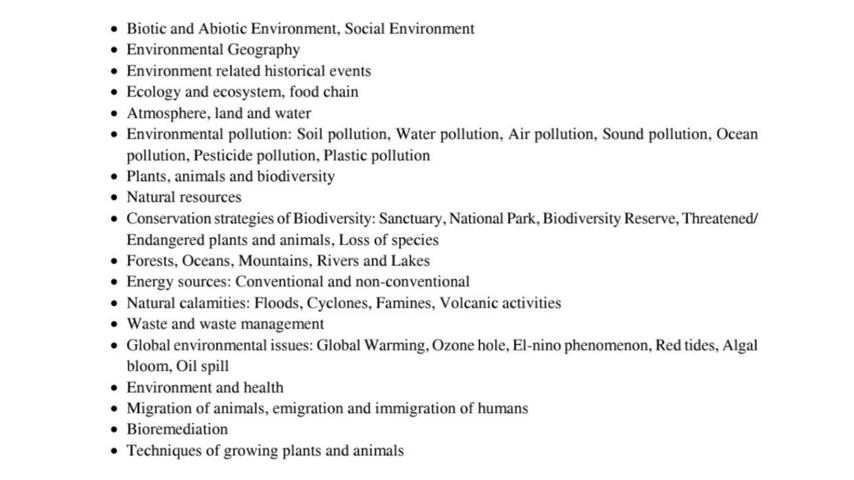 • Biotic and Abiotic Environment, Social Environment
• Environmental Geography
• Environment related historical events
• Ecology and ecosystem, food chain
• Atmosphere, land and water
• Environmental pollution: Soil pollution, Water pollution, Air pollution, Sound pollution, Ocean
pollution, Pesticide pollution, Plastic pollution
• Plants, animals and biodiversity
• Natural resources
• Conservation strategies of Biodiversity: Sanctuary, National Park, Biodiversity Reserve, Threatened/
Endangered plants and animals, Loss of species
• Forests, Oceans, Mountains, Rivers and Lakes
• Energy sources: Conventional and non-conventional
• Natural calamities: Floods, Cyclones, Famines, Volcanic activities
• Waste and waste management
• Global environmental issues: Global Warming, Ozone hole, El-nino phenomenon, Red tides, Algal
bloom, Oil spill
• Environment and health
• Migration of animals, emigration and immigration of humans
• Bioremediation
• Techniques of growing plants and animals